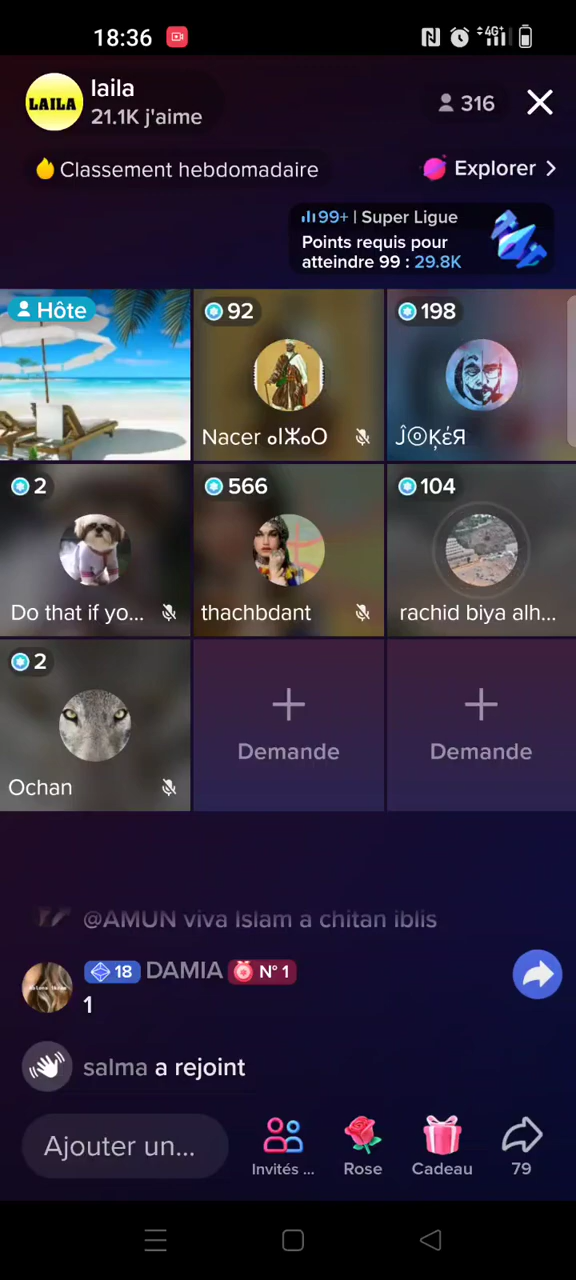 18:36
4G+
LAILA
laila
21.1K j'aime
316
Classement hebdomadaire
Explorer
99+ | Super Ligue
Points requis pour
atteindre 99 : 29.8K
Hôte
92
198
Nacer ⴰⵏⵣⴰⵔ
2
566
104
Do that if yo...
thachbdant
rachid biya alh...
2
Ochan
Demande
Demande
@AMUN viva Islam a chitan iblis
18 DAMIA N° 1
1
salma a rejoint
Ajouter un...
Invités ...
Rose
Cadeau
79